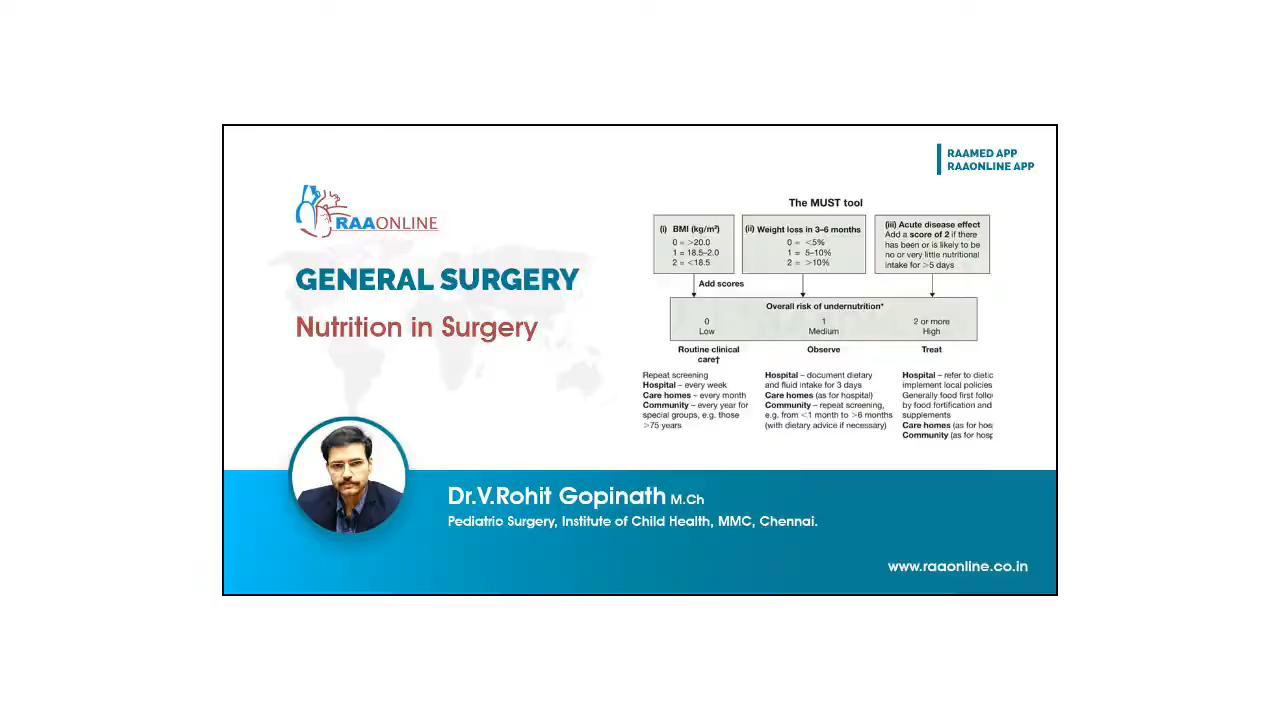 RAAMED APP
RAAONLINE APP
RAAONLINE
GENERAL SURGERY
Nutrition in Surgery
The MUST tool
(i) BMI (kg/m²)
0 = >20.0
1 = 18.5–2.0
2 = <18.5
(ii) Weight loss in 3–6 months
0 = <5%
1 = 5–10%
2 = >10%
(iii) Acute disease effect
Add a score of 2 if there
has been or is likely to be
no or very little nutritional
intake for >5 days
Add scores
Overall risk of undernutrition*
0
Low
1
Medium
2 or more
High
Routine clinical
care†
Repeat screening
Hospital – every week
Care homes – every month
Community – every year for
special groups, e.g. those
>75 years
Observe
Hospital – document dietary
and fluid intake for 3 days
Care homes (as for hospital)
Community – repeat screening,
e.g. from <1 month to >6 months
(with dietary advice if necessary)
Treat
Hospital – refer to dietic
implement local policies
Generally food first follow
by food fortification and
supplements
Care homes (as for hosp
Community (as for hosp
Dr.V.Rohit Gopinath M.Ch
Pediatric Surgery, Institute of Child Health, MMC, Chennai.
www.raaonline.co.in